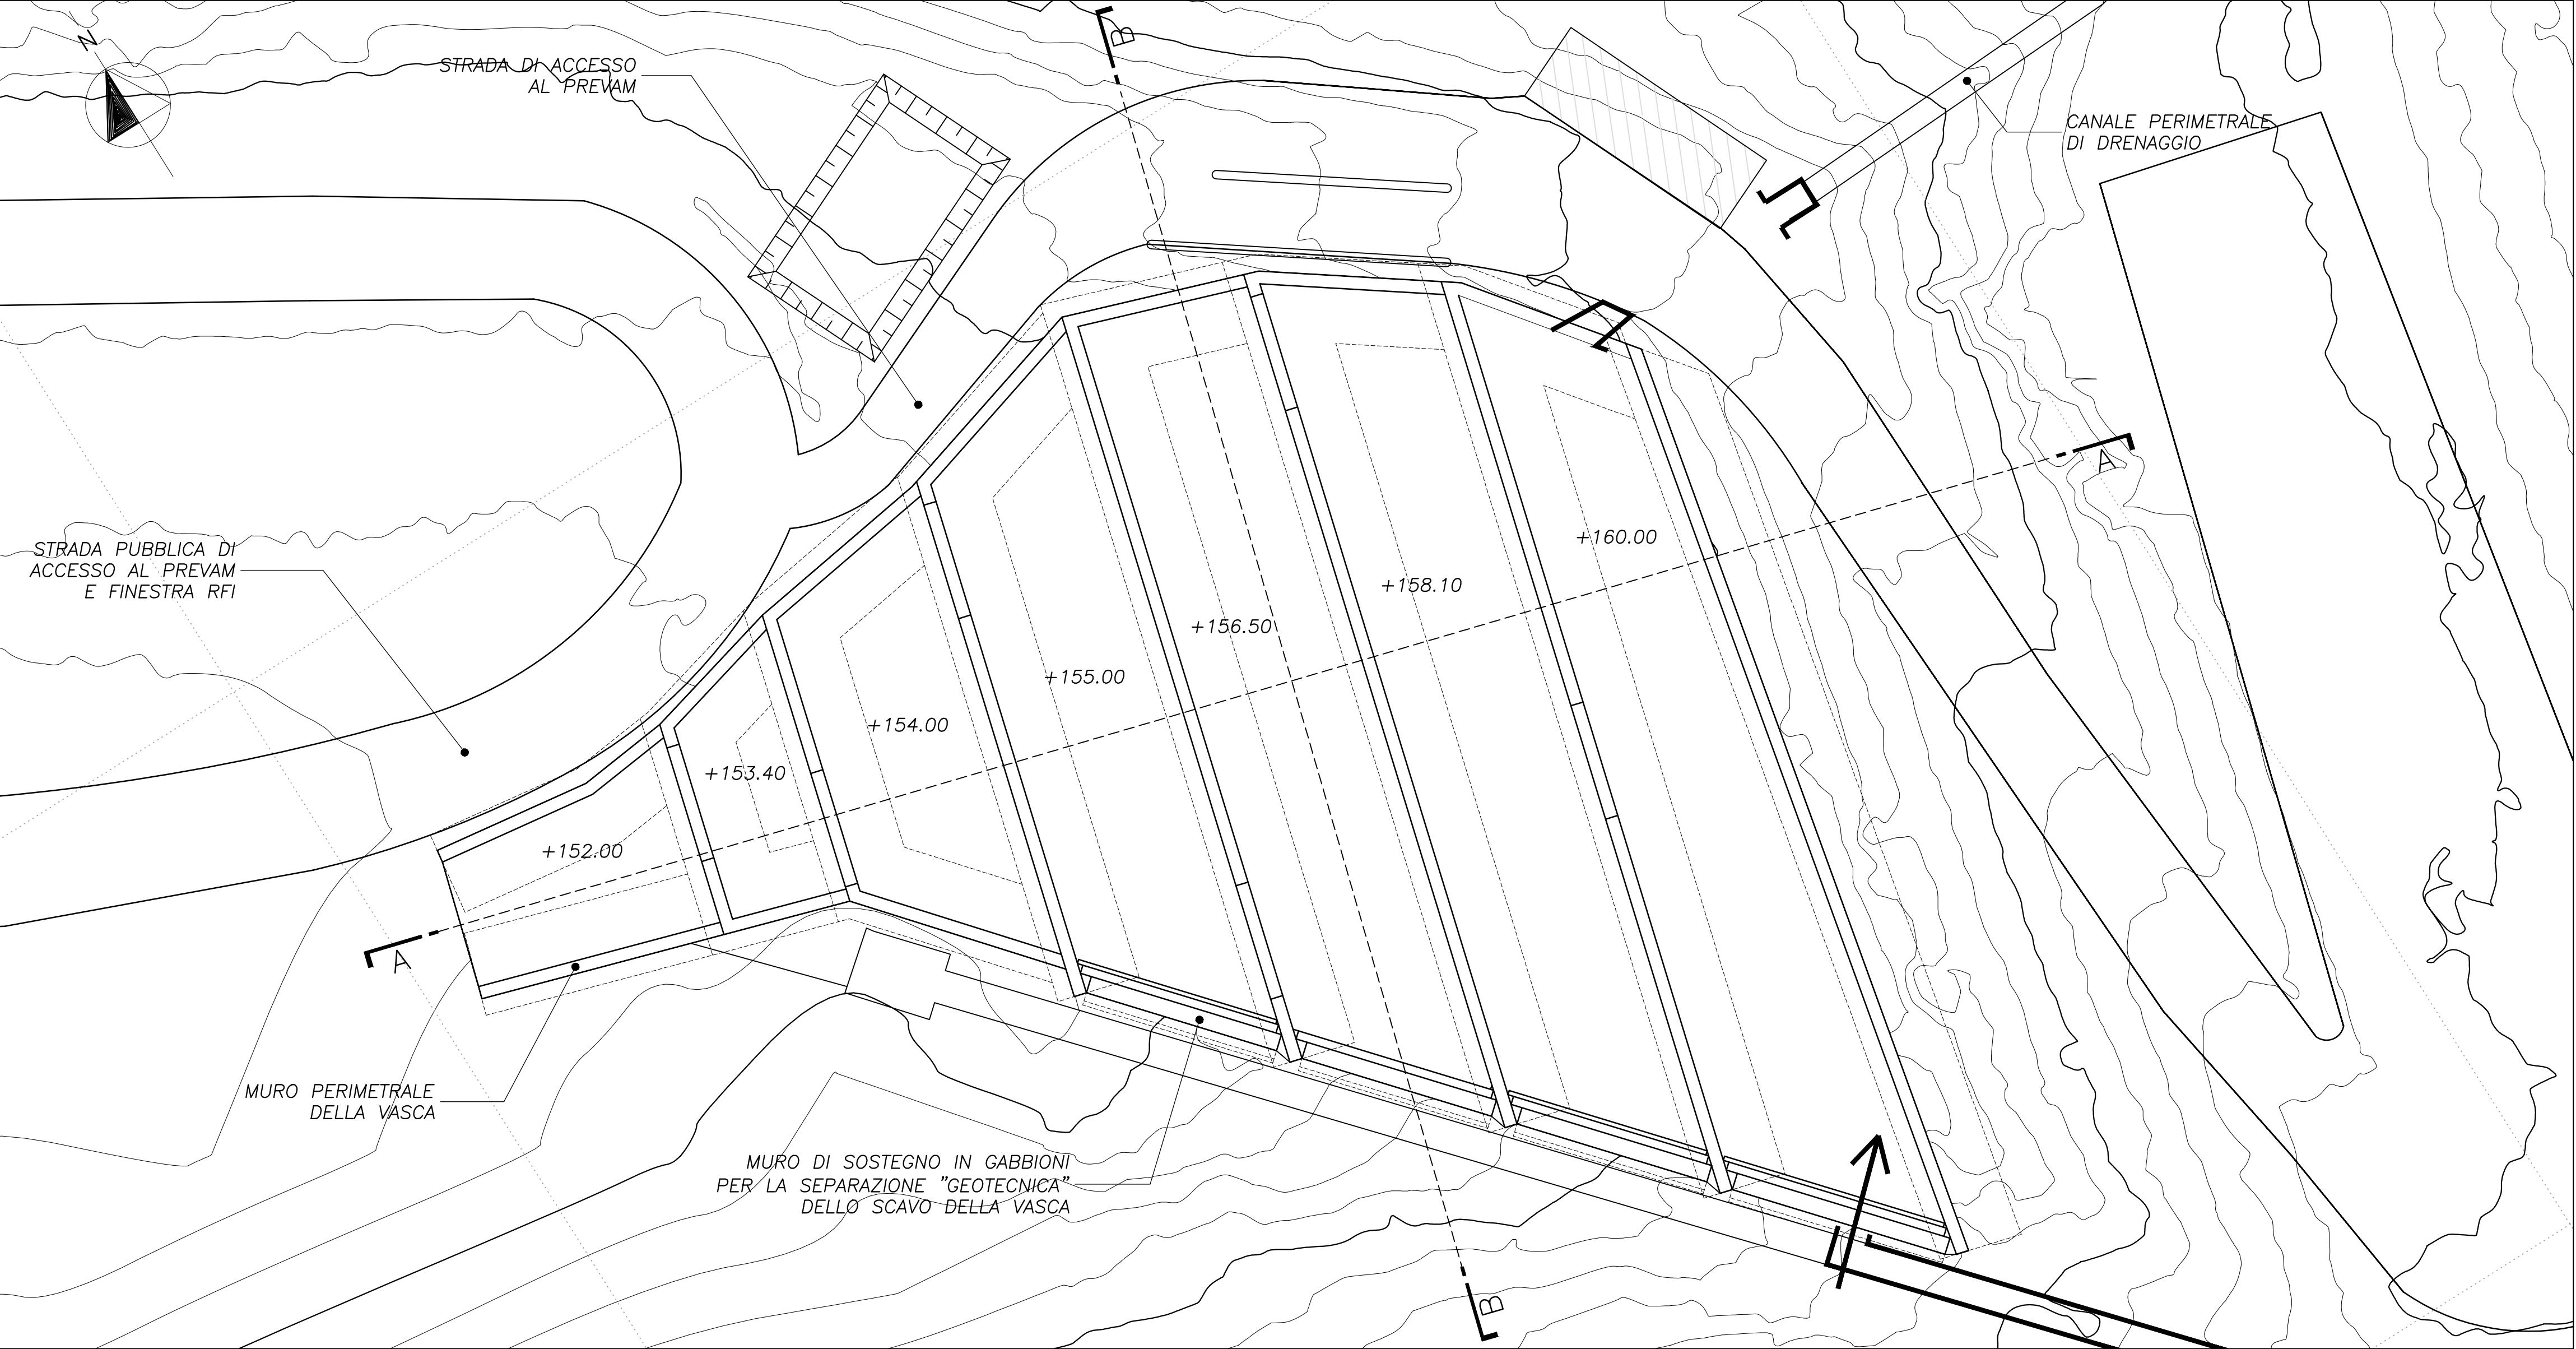 N
STRADA DI ACCESSO
AL PREVAM
B
CANALE PERIMETRALE
DI DRENAGGIO
A
STRADA PUBBLICA DI
ACCESSO AL PREVAM
E FINESTRA RFI
+160.00
+158.10
+156.50
+155.00
+154.00
+153.40
+152.00
A
MURO PERIMETRALE
DELLA VASCA
MURO DI SOSTEGNO IN GABBIONI
PER LA SEPARAZIONE "GEOTECNICA"
DELLO SCAVO DELLA VASCA
B